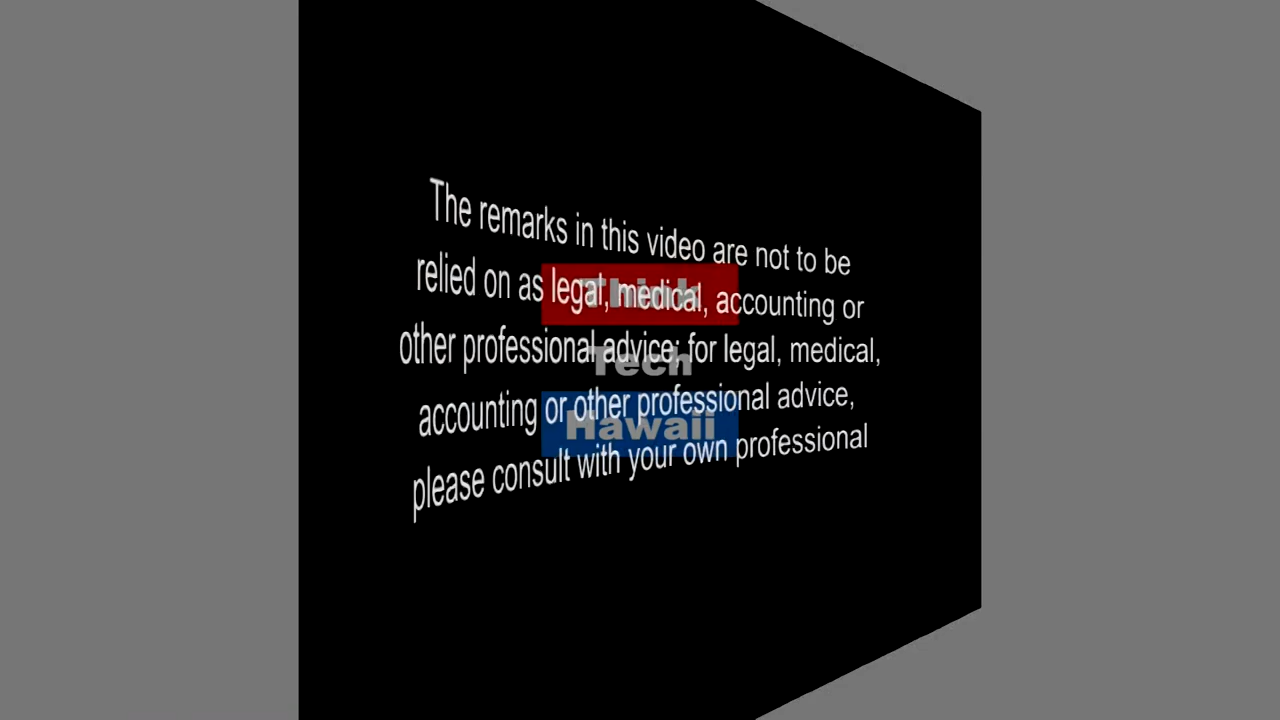 The remarks in this video are not to be
relied on as legal, medical, accounting or
other professional advice; for legal, medical,
accounting or other professional advice,
please consult with your own professional
Think
Tech
Hawaii